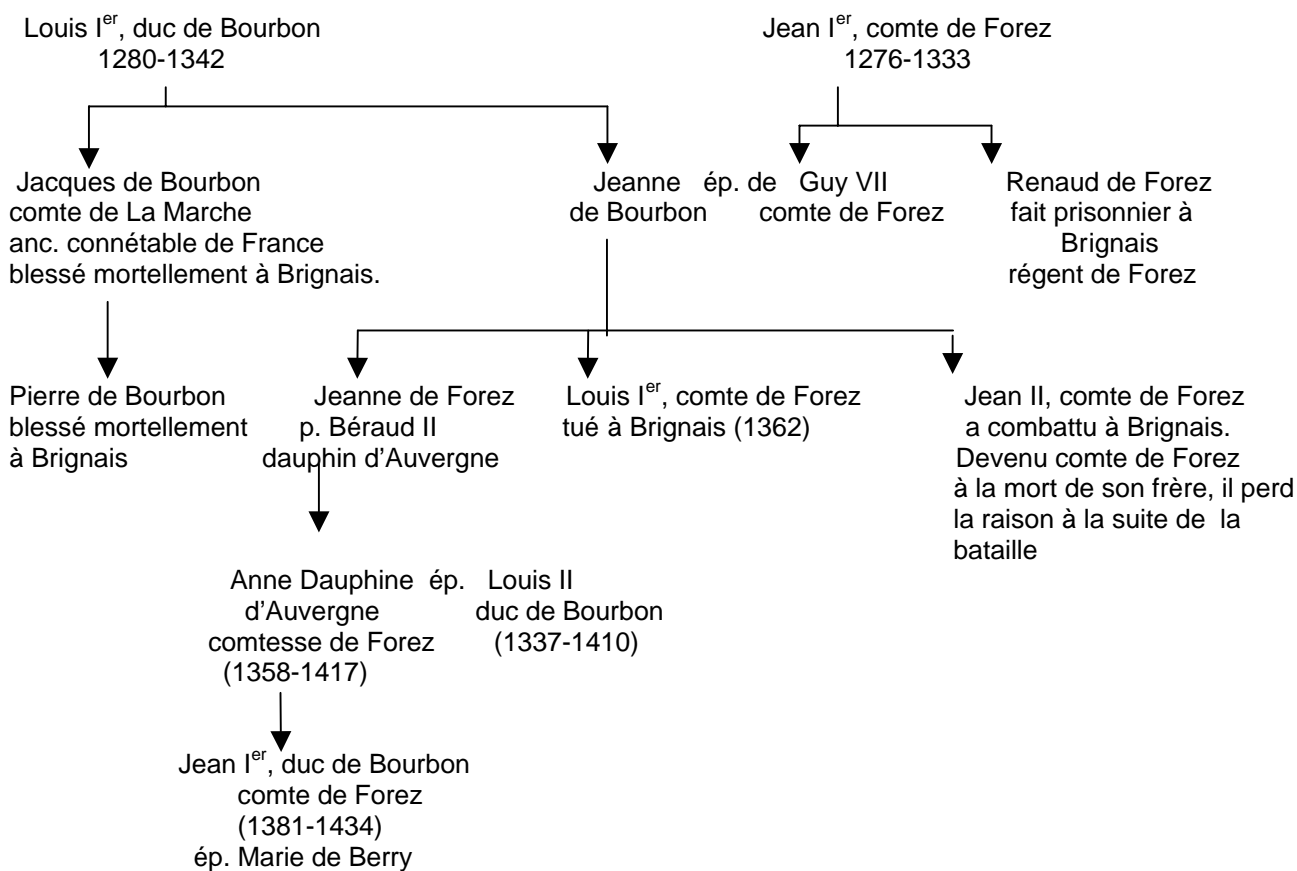 Louis Ier, duc de Bourbon
1280-1342
Jean Ier, comte de Forez
1276-1333
Jacques de Bourbon
comte de La Marche
anc. connétable de France
blessé mortellement à Brignais.
Jeanne ép. de Guy VII
de Bourbon comte de Forez
Renaud de Forez
fait prisonnier à
Brignais
régent de Forez
Pierre de Bourbon
blessé mortellement
à Brignais
Jeanne de Forez
p. Béraud II
dauphin d'Auvergne
Louis Ier, comte de Forez
tué à Brignais (1362)
Jean II, comte de Forez
a combattu à Brignais.
Devenu comte de Forez
à la mort de son frère, il perd
la raison à la suite de la
bataille
Anne Dauphine ép. Louis II
d'Auvergne duc de Bourbon
comtesse de Forez (1337-1410)
(1358-1417)
Jean Ier, duc de Bourbon
comte de Forez
(1381-1434)
ép. Marie de Berry